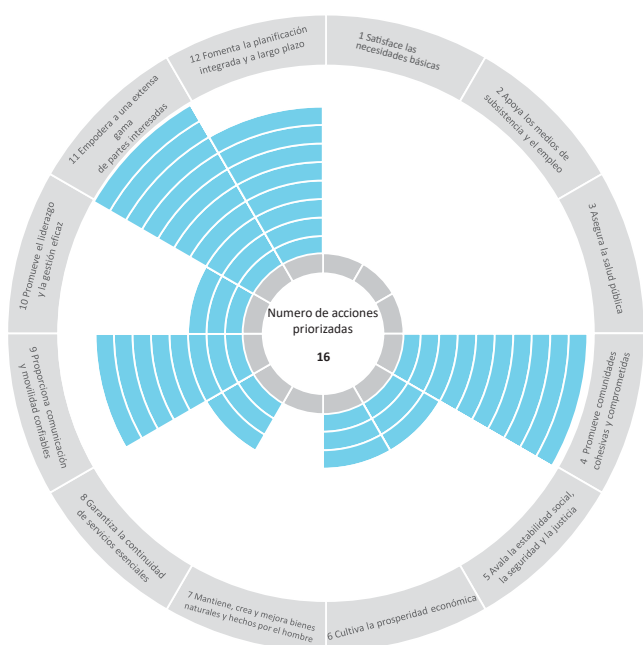 1 Satisface las
necesidades básicas
2 Apoya los medios de
subsistencia y el empleo
3 Asegura la salud pública
4 Promueve comunidades
cohesivas y comprometidas
5 Avala la estabilidad social,
la seguridad y la justicia
6 Cultiva la prosperidad económica
7 Mantiene, crea y mejora bienes
naturales y hechos por el hombre
8 Garantiza la continuidad
de servicios esenciales
9 Proporciona comunicación
y movilidad confiables
10 Promueve el liderazgo
y la gestión eficaz
11 Empodera a una extensa
gama
de partes interesadas
12 Fomenta la planificación
integrada y a largo plazo
Numero de acciones
priorizadas
16